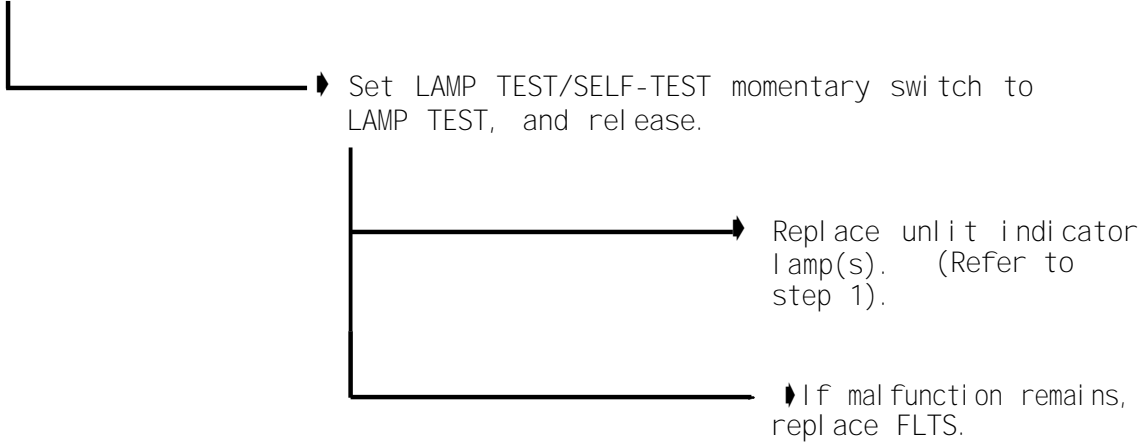 Set LAMP TEST/SELF-TEST momentary switch to
LAMP TEST, and release.
Replace unlit indicator
lamp(s). (Refer to
step 1).
If malfunction remains,
replace FLTS.